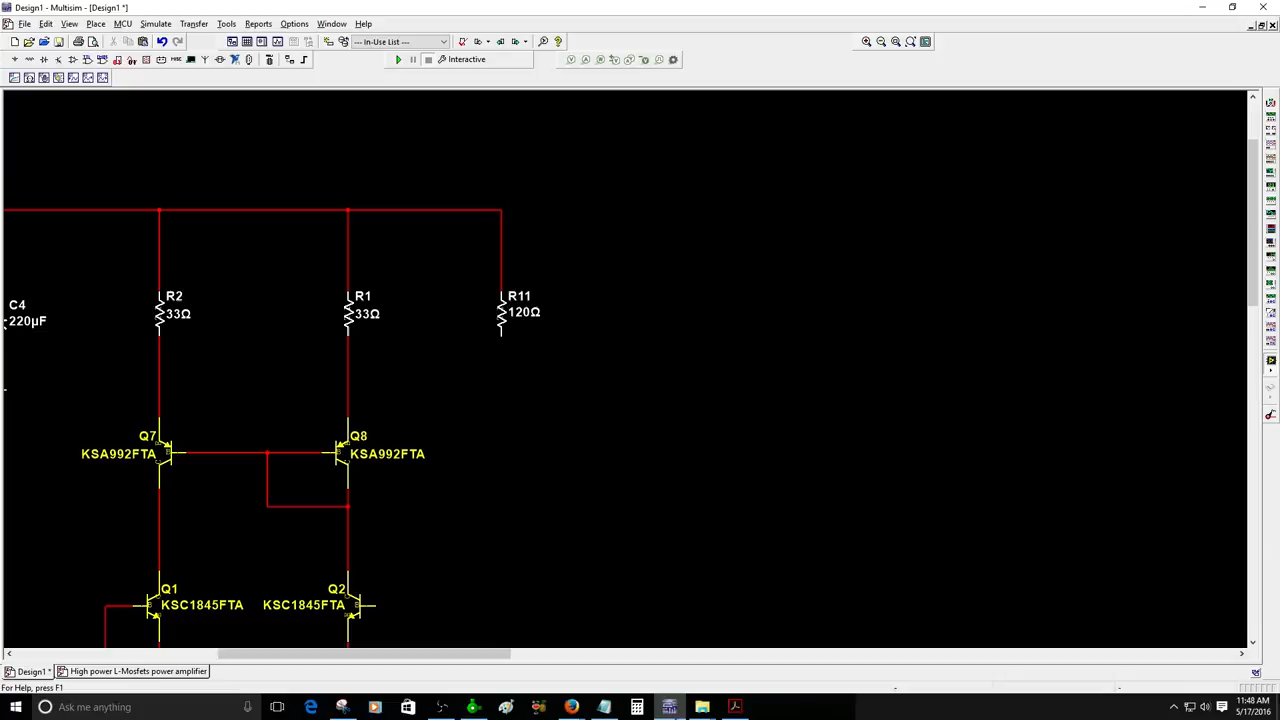 Design1 - Multisim - [Design1 *]
File Edit View Place MCU Simulate Transfer Tools Reports Options Window Help
--- In-Use List ---
Interactive
R2
33Ω
R1
33Ω
R11
120Ω
C4
220µF
Q7
KSA992FTA
Q8
KSA992FTA
Q1
KSC1845FTA
Q2
KSC1845FTA
Design1 *
High power L-Mosfets power amplifier
For Help, press F1
Ask me anything
11:48 AM
5/17/2016